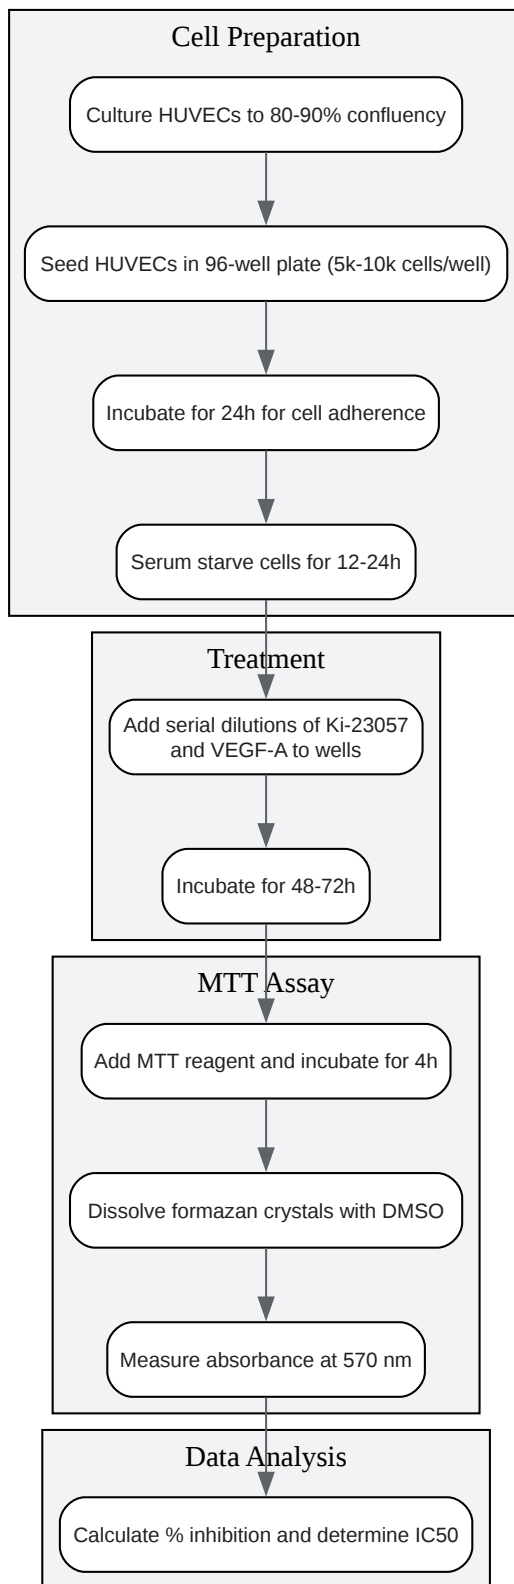 Cell Preparation
Culture HUVECs to 80-90% confluency
Seed HUVECs in 96-well plate (5k-10k cells/well)
Incubate for 24h for cell adherence
Serum starve cells for 12-24h
Treatment
Add serial dilutions of Ki-23057
and VEGF-A to wells
Incubate for 48-72h
MTT Assay
Add MTT reagent and incubate for 4h
Dissolve formazan crystals with DMSO
Measure absorbance at 570 nm
Data Analysis
Calculate % inhibition and determine IC50